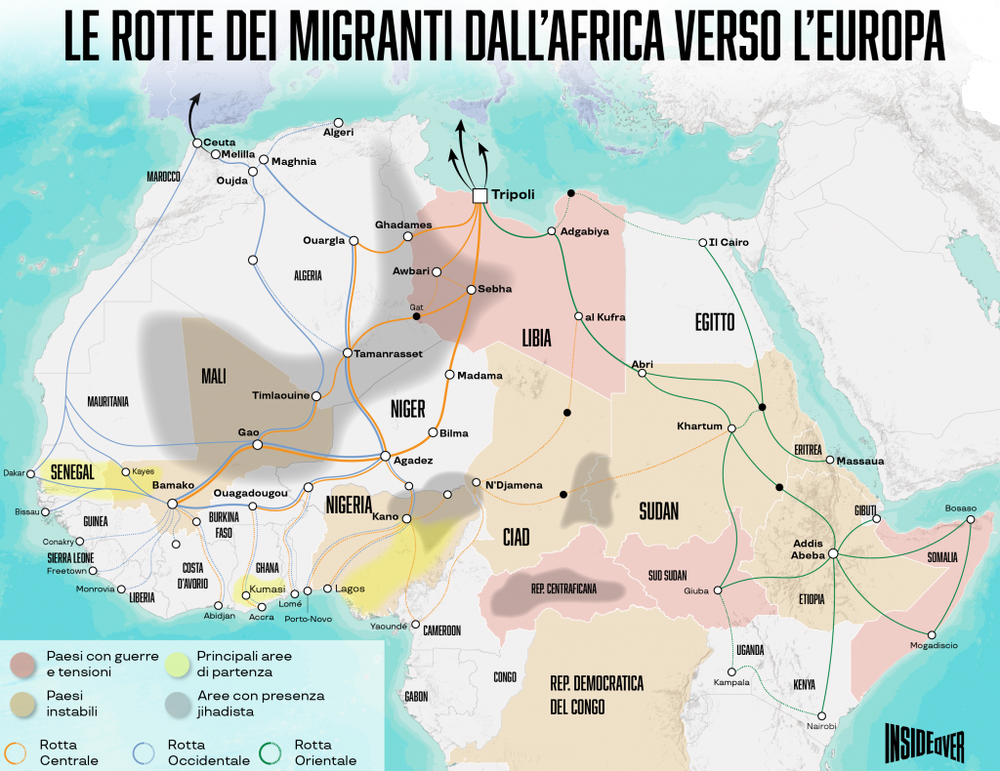 LE ROTTE DEI MIGRANTI DALL'AFRICA VERSO L'EUROPA
Ceuta
Melilla
Algeri
Maghnia
Oujda
MAROCCO
Tripoli
Ghadames
Adgabiya
Il Cairo
Ouargla
ALGERIA
Awbari
Sebha
Gat
al Kufra
EGITTO
LIBIA
Tamanrasset
Abri
MALI
Madama
Timlaouine
MAURITANIA
NIGER
Khartum
Gao
Bilma
ERITREA
Massaua
Agadez
SENEGAL
Dakar
Kayes
Bamako
Ouagadougou
N'Djamena
Bissau
GUINEA
BURKINA
FASO
NIGERIA
Kano
SUDAN
GIBUTI
Bosaso
Conakry
CIAD
Addis
Abeba
SIERRA LEONE
Freetown
COSTA
D'AVORIO
GHANA
SUD SUDAN
SOMALIA
Monrovia
LIBERIA
Kumasi
Lomé
Lagos
REP. CENTRAFICANA
Giuba
ETIOPIA
Abidjan
Accra
Porto-Novo
Yaoundé
CAMEROON
Mogadiscio
UGANDA
Kampala
KENYA
CONGO
REP. DEMOCRATICA
DEL CONGO
GABON
Nairobi
Paesi con guerre
e tensioni
Principali aree
di partenza
Paesi
instabili
Aree con presenza
jihadista
Rotta
Centrale
Rotta
Occidentale
Rotta
Orientale
INSIDEOVER